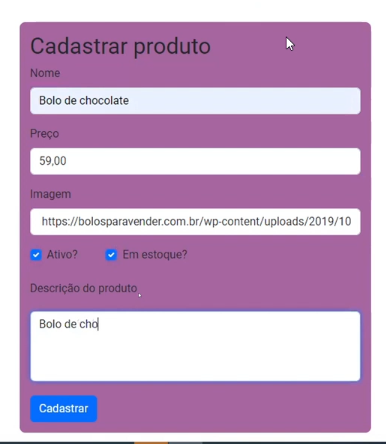 Cadastrar produto
Nome
Bolo de chocolate
Preço
59,00
Imagem
https://bolosparavender.com.br/wp-content/uploads/2019/10
Ativo? Em estoque?
Descrição do produto
Bolo de cho
Cadastrar